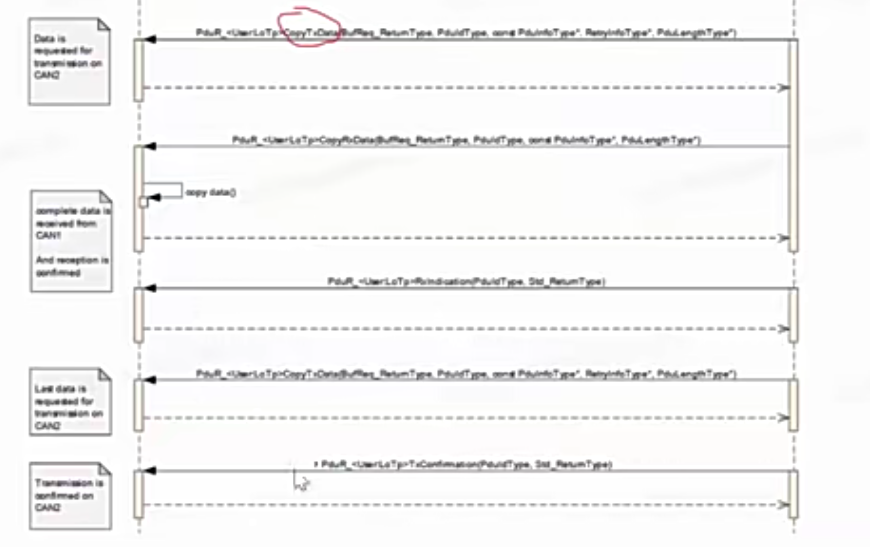 Data is
requested for
transmission on
CAN2
PduR_<User:LoTp>CopyTxData(BufReq_ReturnType, PduIdType, const PduInfoType*, RetryInfoType*, PduLengthType*)
PduR_<User:LoTp>CopyRxData(BufReq_ReturnType, PduIdType, const PduInfoType*, PduLengthType*)
copy data()
complete data is
received from
CAN1
And reception is
confirmed
PduR_<User:LoTp>RxIndication(PduIdType, Std_ReturnType)
Last data is
requested for
transmission on
CAN2
PduR_<User:LoTp>CopyTxData(BufReq_ReturnType, PduIdType, const PduInfoType*, RetryInfoType*, PduLengthType*)
Transmission is
confirmed on
CAN2
PduR_<User:LoTp>TxConfirmation(PduIdType, Std_ReturnType)